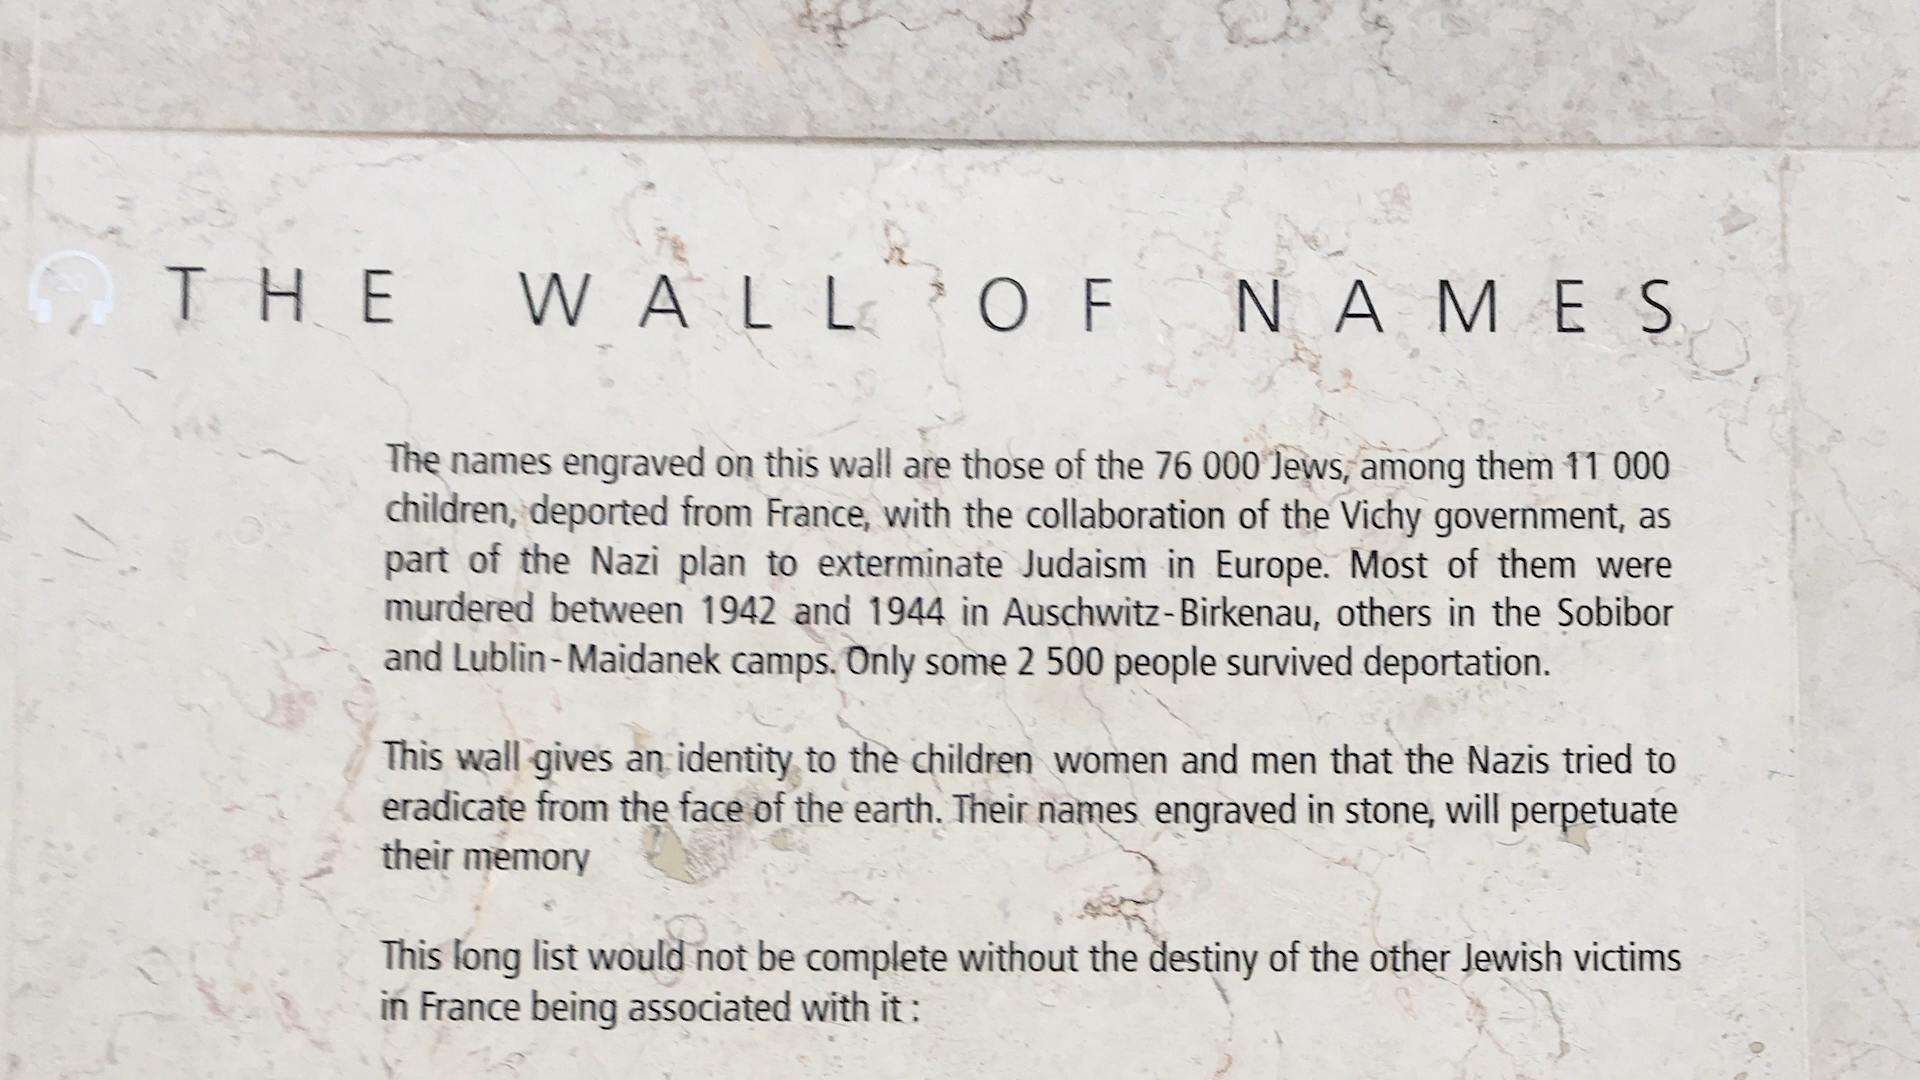 20
THE WALL OF NAMES
The names engraved on this wall are those of the 76 000 Jews, among them 11 000
children, deported from France, with the collaboration of the Vichy government, as
part of the Nazi plan to exterminate Judaism in Europe. Most of them were
murdered between 1942 and 1944 in Auschwitz-Birkenau, others in the Sobibor
and Lublin-Maidanek camps. Only some 2 500 people survived deportation.
This wall gives an identity to the children women and men that the Nazis tried to
eradicate from the face of the earth. Their names engraved in stone, will perpetuate
their memory
This long list would not be complete without the destiny of the other Jewish victims
in France being associated with it :